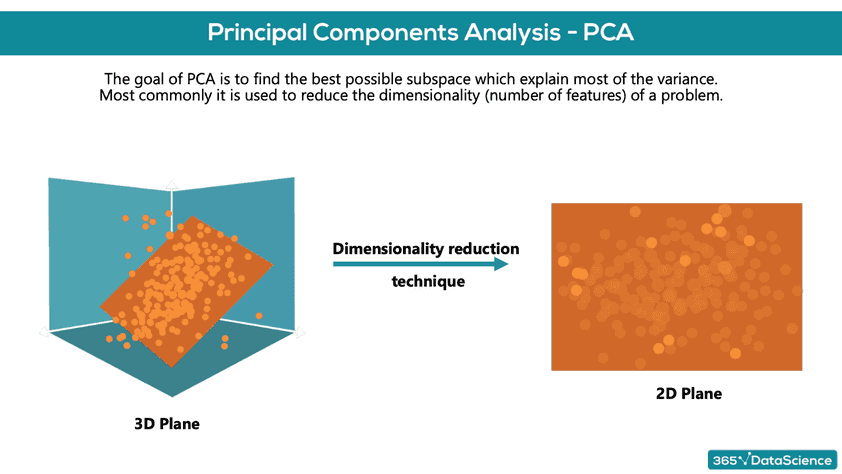 Principal Components Analysis - PCA
The goal of PCA is to find the best possible subspace which explain most of the variance.
Most commonly it is used to reduce the dimensionality (number of features) of a problem.
Dimensionality reduction
technique
3D Plane
2D Plane
365 DataScience